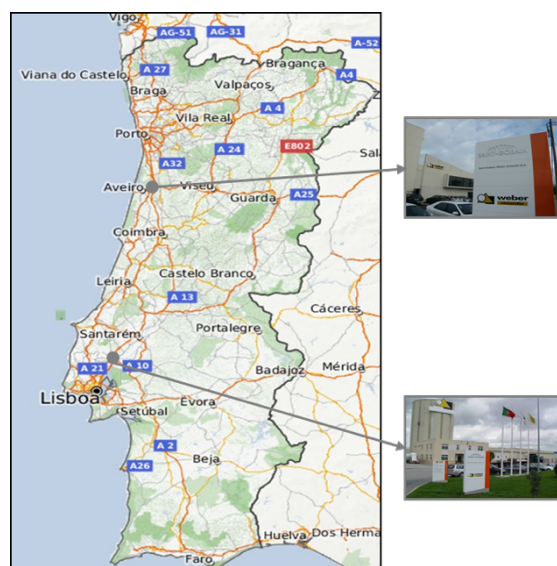 Vigo
AG-51
AG-31
A-52
Bragança
A 27
Viana do Castelo
Valpaços
A4
Braga
A 4
Vila Real
Porto
E802
A 24
A32
Aveiro
Viseu
A25
Guarda
weber
weber
Coimbra
Castelo Branco
Leiria
A 13
Cáceres
Portalegre
Santarém
A 21
A 10
Mérida
Badajoz
Lisboa
Évora
Setúbal
A 2
Beja
A26
Huelva
Dos Herma
Faro